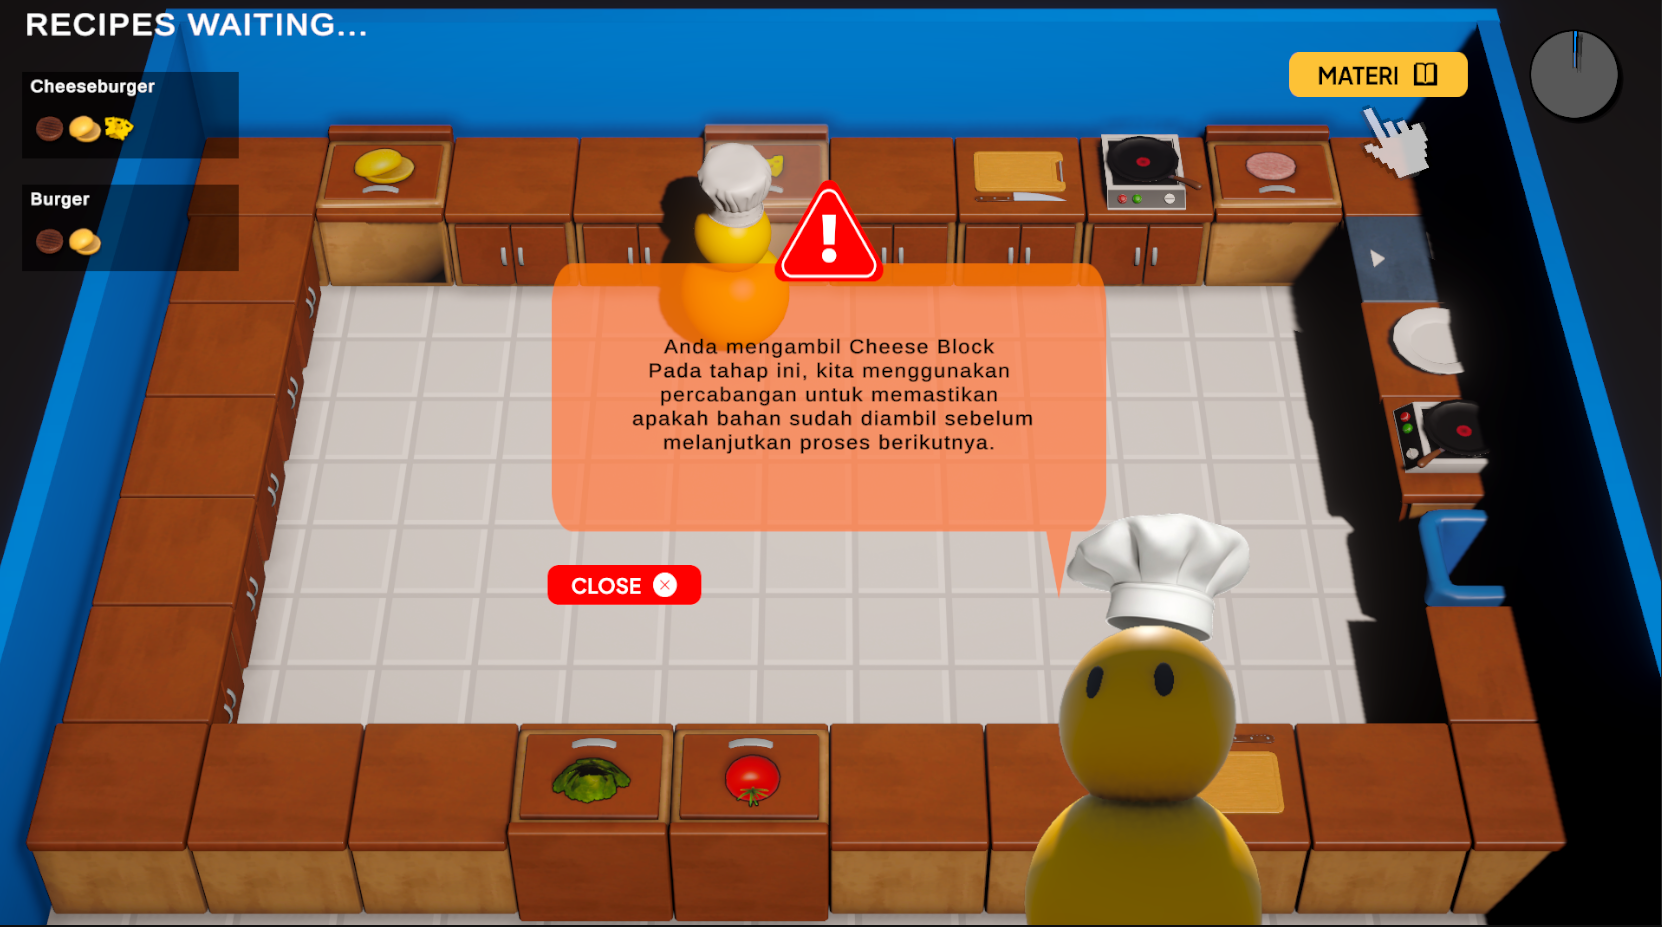 RECIPES WAITING...
MATERI
Cheeseburger
Burger
Anda mengambil Cheese Block
Pada tahap ini, kita menggunakan
percabangan untuk memastikan
apakah bahan sudah diambil sebelum
melanjutkan proses berikutnya.
CLOSE